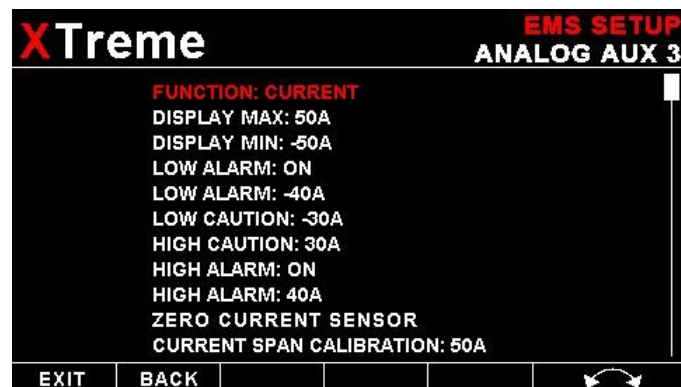 XTreme
EMS SETUP
ANALOG AUX 3
FUNCTION: CURRENT
DISPLAY MAX: 50A
DISPLAY MIN: -50A
LOW ALARM: ON
LOW ALARM: -40A
LOW CAUTION: -30A
HIGH CAUTION: 30A
HIGH ALARM: ON
HIGH ALARM: 40A
ZERO CURRENT SENSOR
CURRENT SPAN CALIBRATION: 50A
EXIT BACK